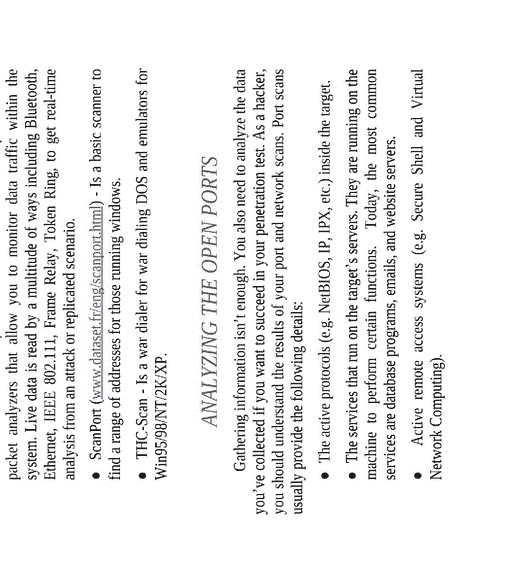 packet analyzers that allow you to monitor data traffic within the
system. Live data is read by a multitude of ways including Bluetooth,
Ethernet, IEEE 802.111, Frame Relay, Token Ring, to get real-time
analysis from an attack or replicated scenario.
● ScanPort (www.dataset.fr/eng/scanport.html) - Is a basic scanner to
find a range of addresses for those running windows.
● THC-Scan - Is a war dialer for war dialing DOS and emulators for
Win95/98/NT/2K/XP.
ANALYZING THE OPEN PORTS
Gathering information isn't enough. You also need to analyze the data
you've collected if you want to succeed in your penetration test. As a hacker,
you should understand the results of your port and network scans. Port scans
usually provide the following details:
● The active protocols (e.g. NetBIOS, IP, IPX, etc.) inside the target.
● The services that run on the target's servers. They are running on the
machine to perform certain functions. Today, the most common
services are database programs, emails, and website servers.
● Active remote access systems (e.g. Secure Shell and Virtual
Network Computing).